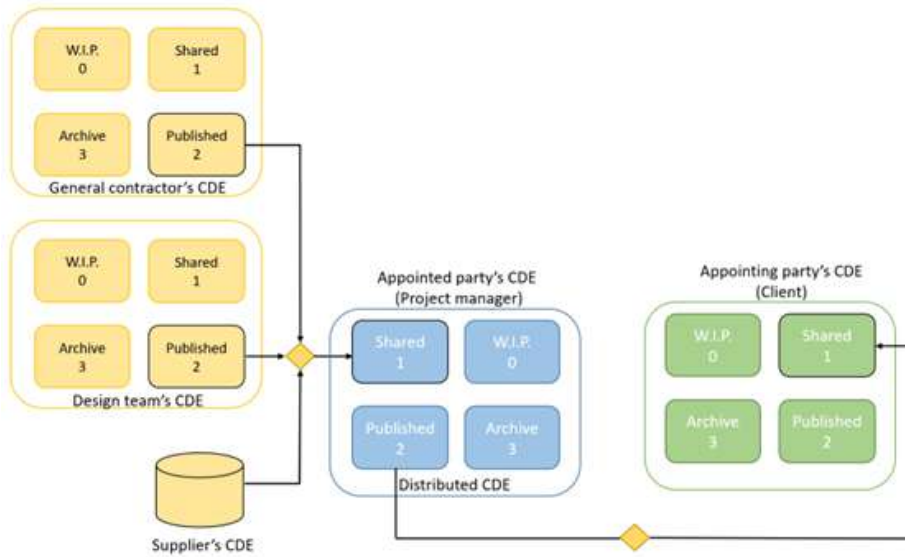 W.I.P.
0
Shared
1
Archive
3
Published
2
General contractor's CDE
W.I.P.
0
Shared
1
Archive
3
Published
2
Design team's CDE
Supplier's CDE
Appointed party's CDE
(Project manager)
Shared
1
W.I.P.
0
Published
2
Archive
3
Distributed CDE
Appointing party's CDE
(Client)
W.I.P.
0
Shared
1
Archive
3
Published
2